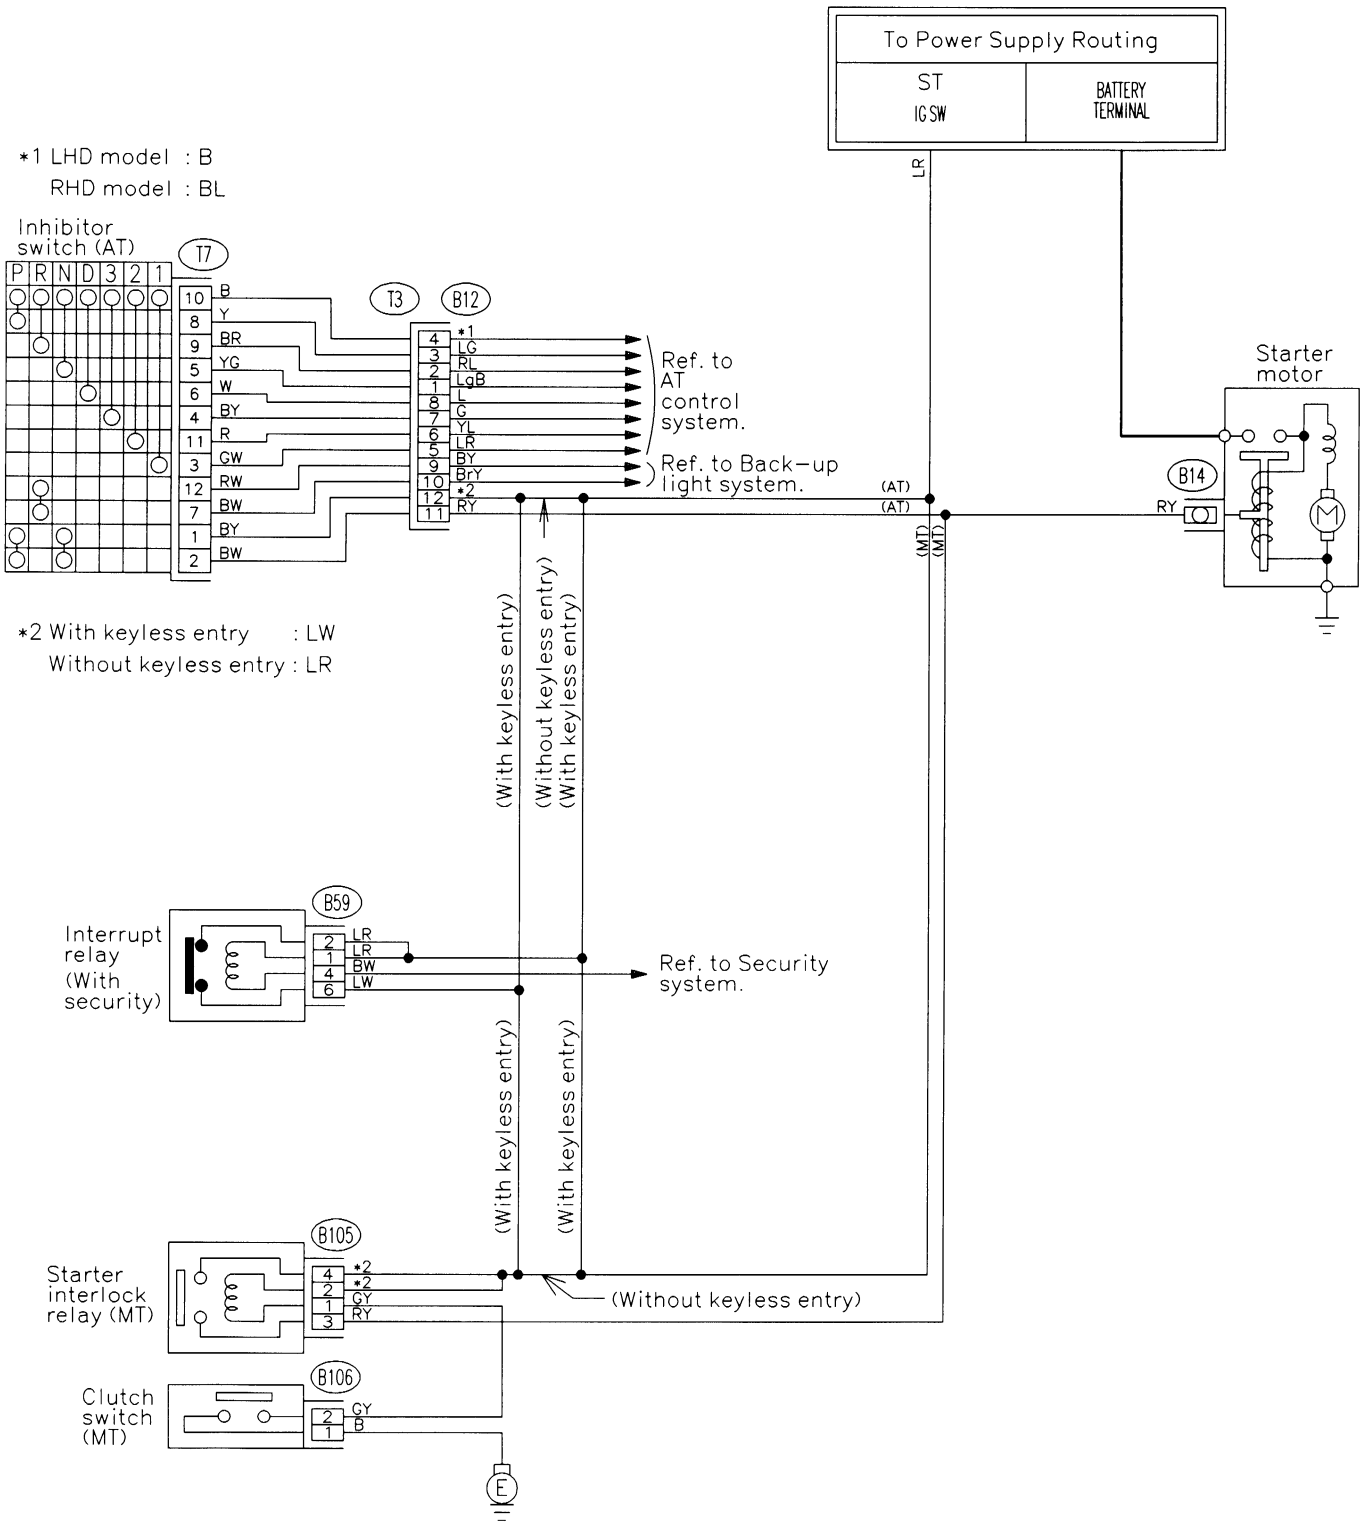 To Power Supply Routing
ST
IG SW
BATTERY
TERMINAL
LR
*1 LHD model : B
RHD model : BL
Inhibitor
switch (AT)
P R N D 3 2 1
T7
10 B
8 Y
9 BR
5 YG
6 W
4 BY
11 R
3 GW
12 RW
7 BW
1 BY
2 BW
T3
B12
4 *1
3 LG
2 RL
1 LgB
8 L
7 G
6 YL
5 LR
9 BY
10 BrY
12 *2
11 RY
Ref. to
AT
control
system.
Ref. to Back-up
light system.
(AT)
(AT)
(MT)
(MT)
Starter
motor
B14
RY
M
*2 With keyless entry : LW
Without keyless entry : LR
(With keyless entry)
(Without keyless entry)
(With keyless entry)
Interrupt
relay
(With
security)
B59
2 LR
1 LR
4 BW
6 LW
Ref. to Security
system.
(With keyless entry)
(With keyless entry)
Starter
interlock
relay (MT)
B105
4 *2
2 *2
1 GY
3 RY
(Without keyless entry)
Clutch
switch
(MT)
B106
2 GY
1 B
E